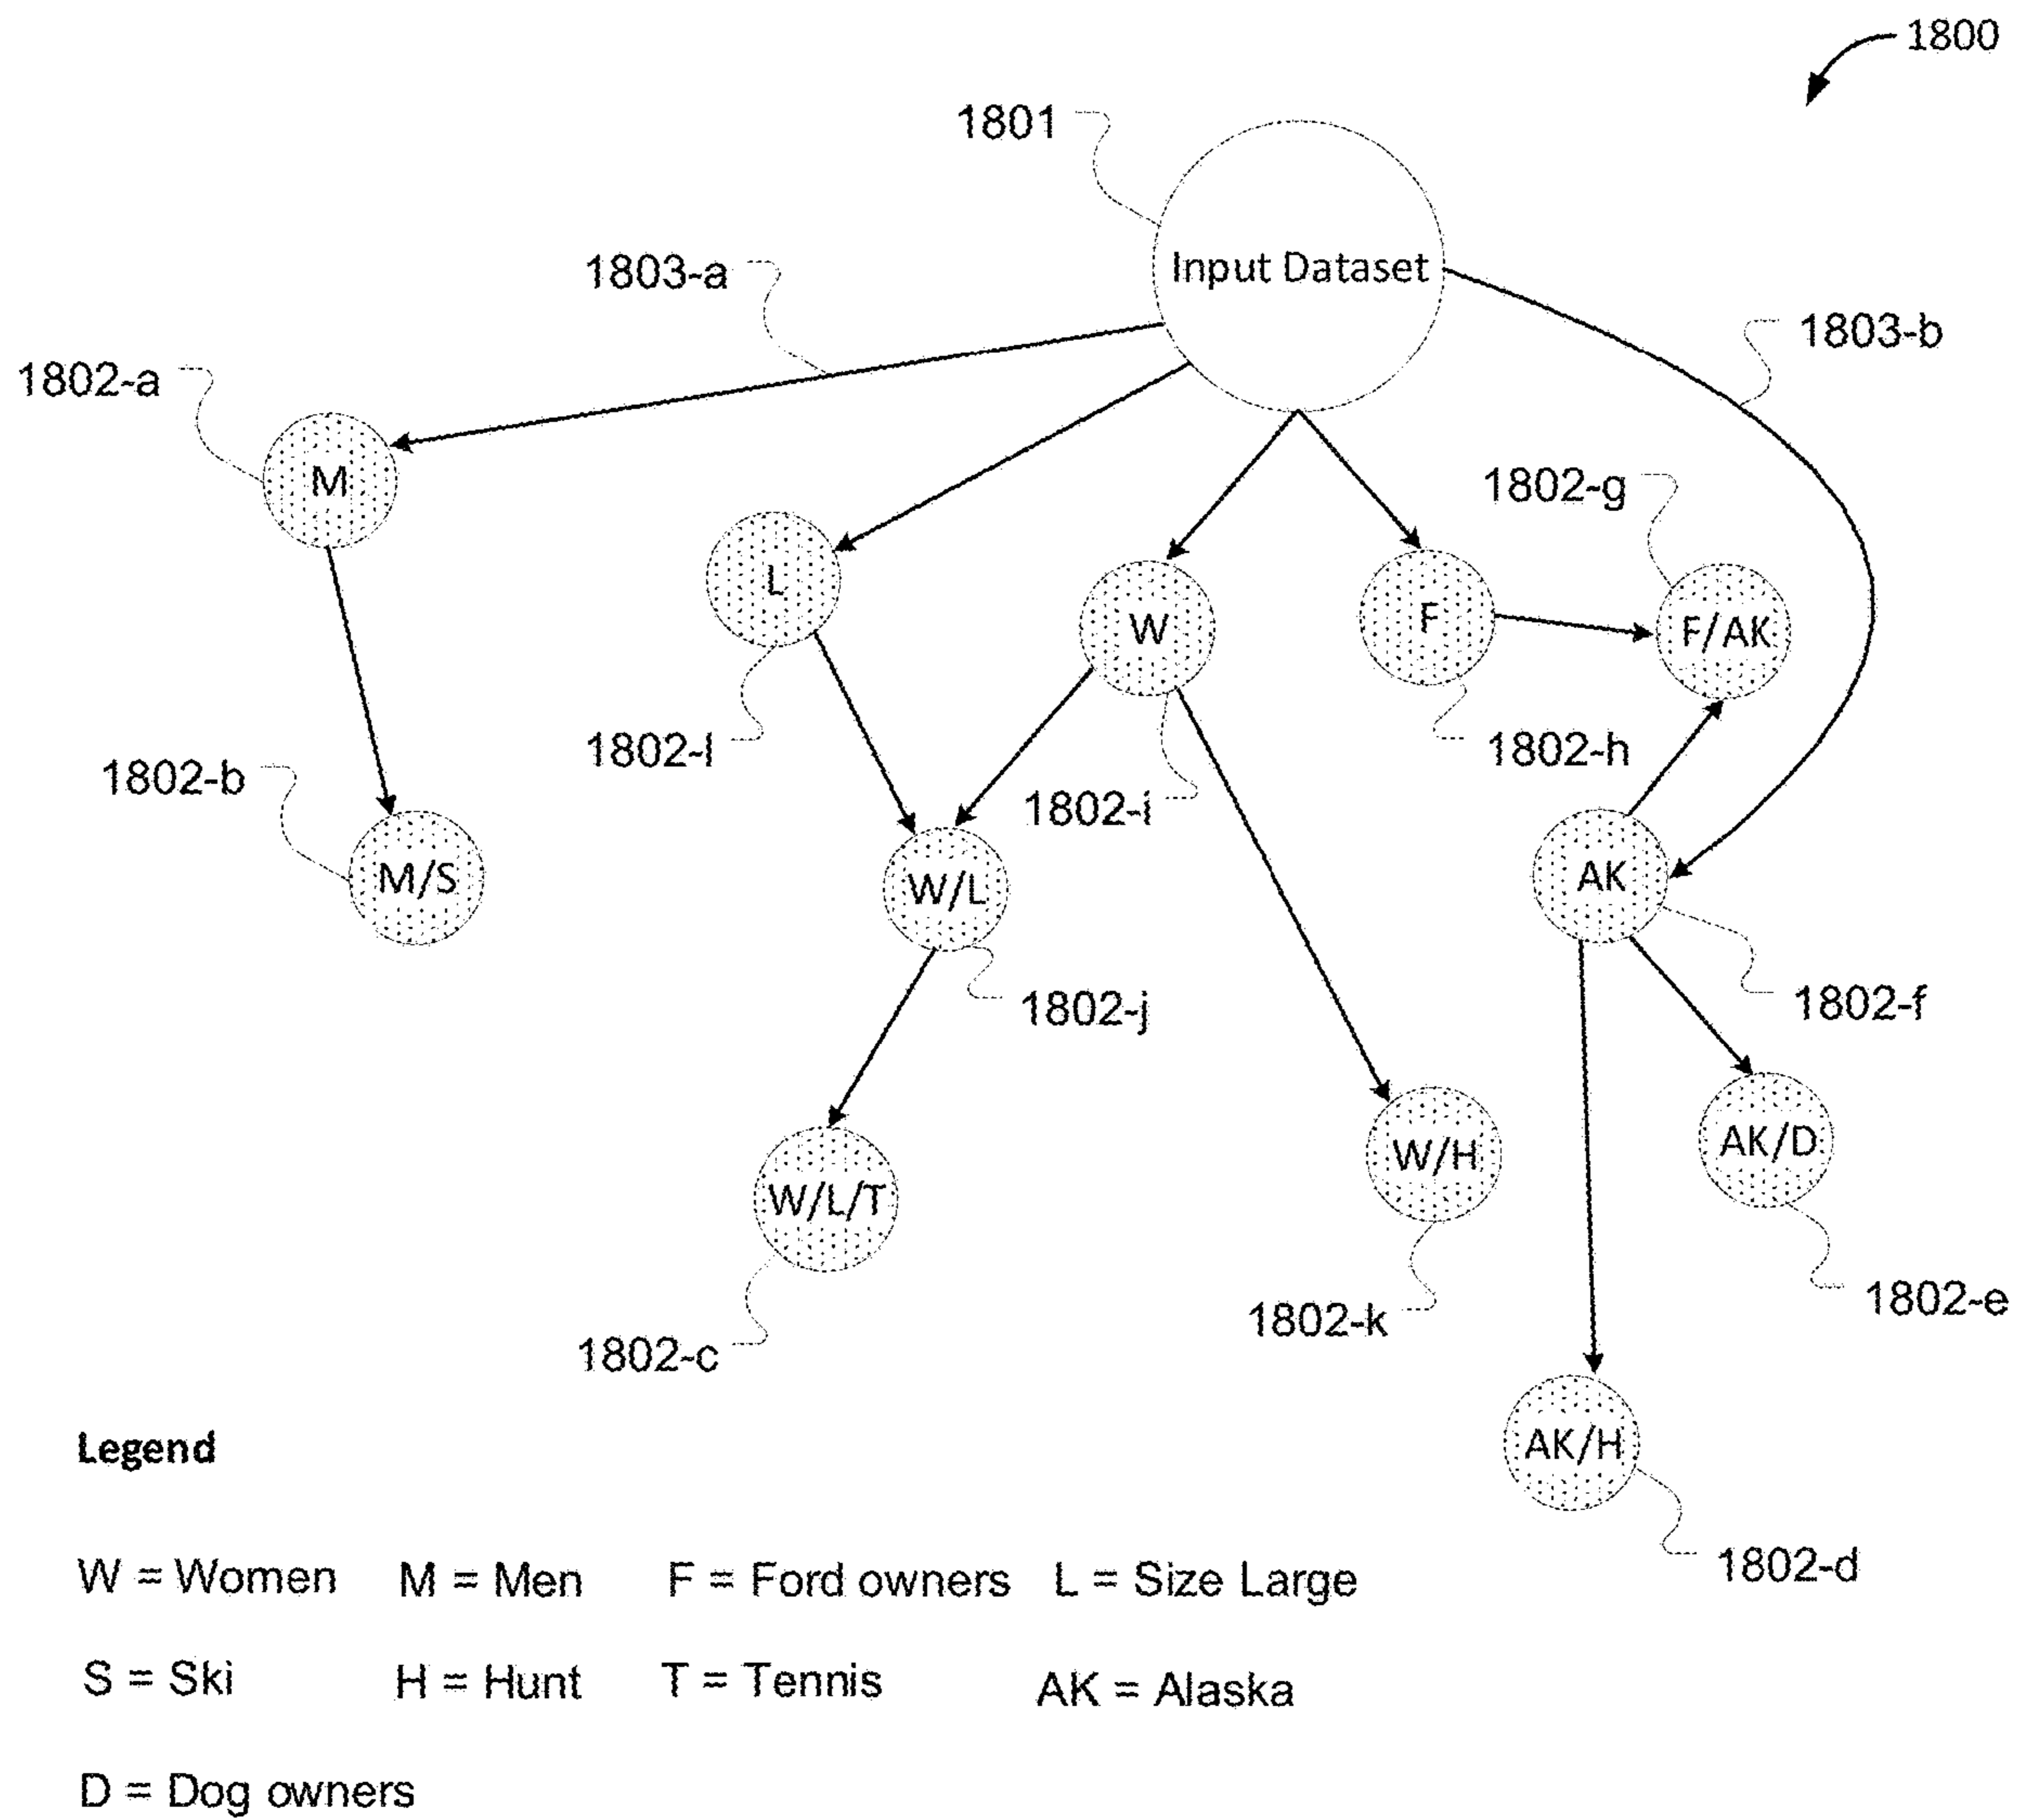 1800
1801
Input Dataset
1803-a
1803-b
1802-a
M
1802-g
L
W
F
F/AK
1802-l
1802-h
1802-b
1802-i
M/S
W/L
AK
1802-j
1802-f
W/L/T
W/H
AK/D
1802-k
1802-e
1802-c
AK/H
1802-d
Legend
W = Women M = Men F = Ford owners L = Size Large
S = Ski H = Hunt T = Tennis AK = Alaska
D = Dog owners